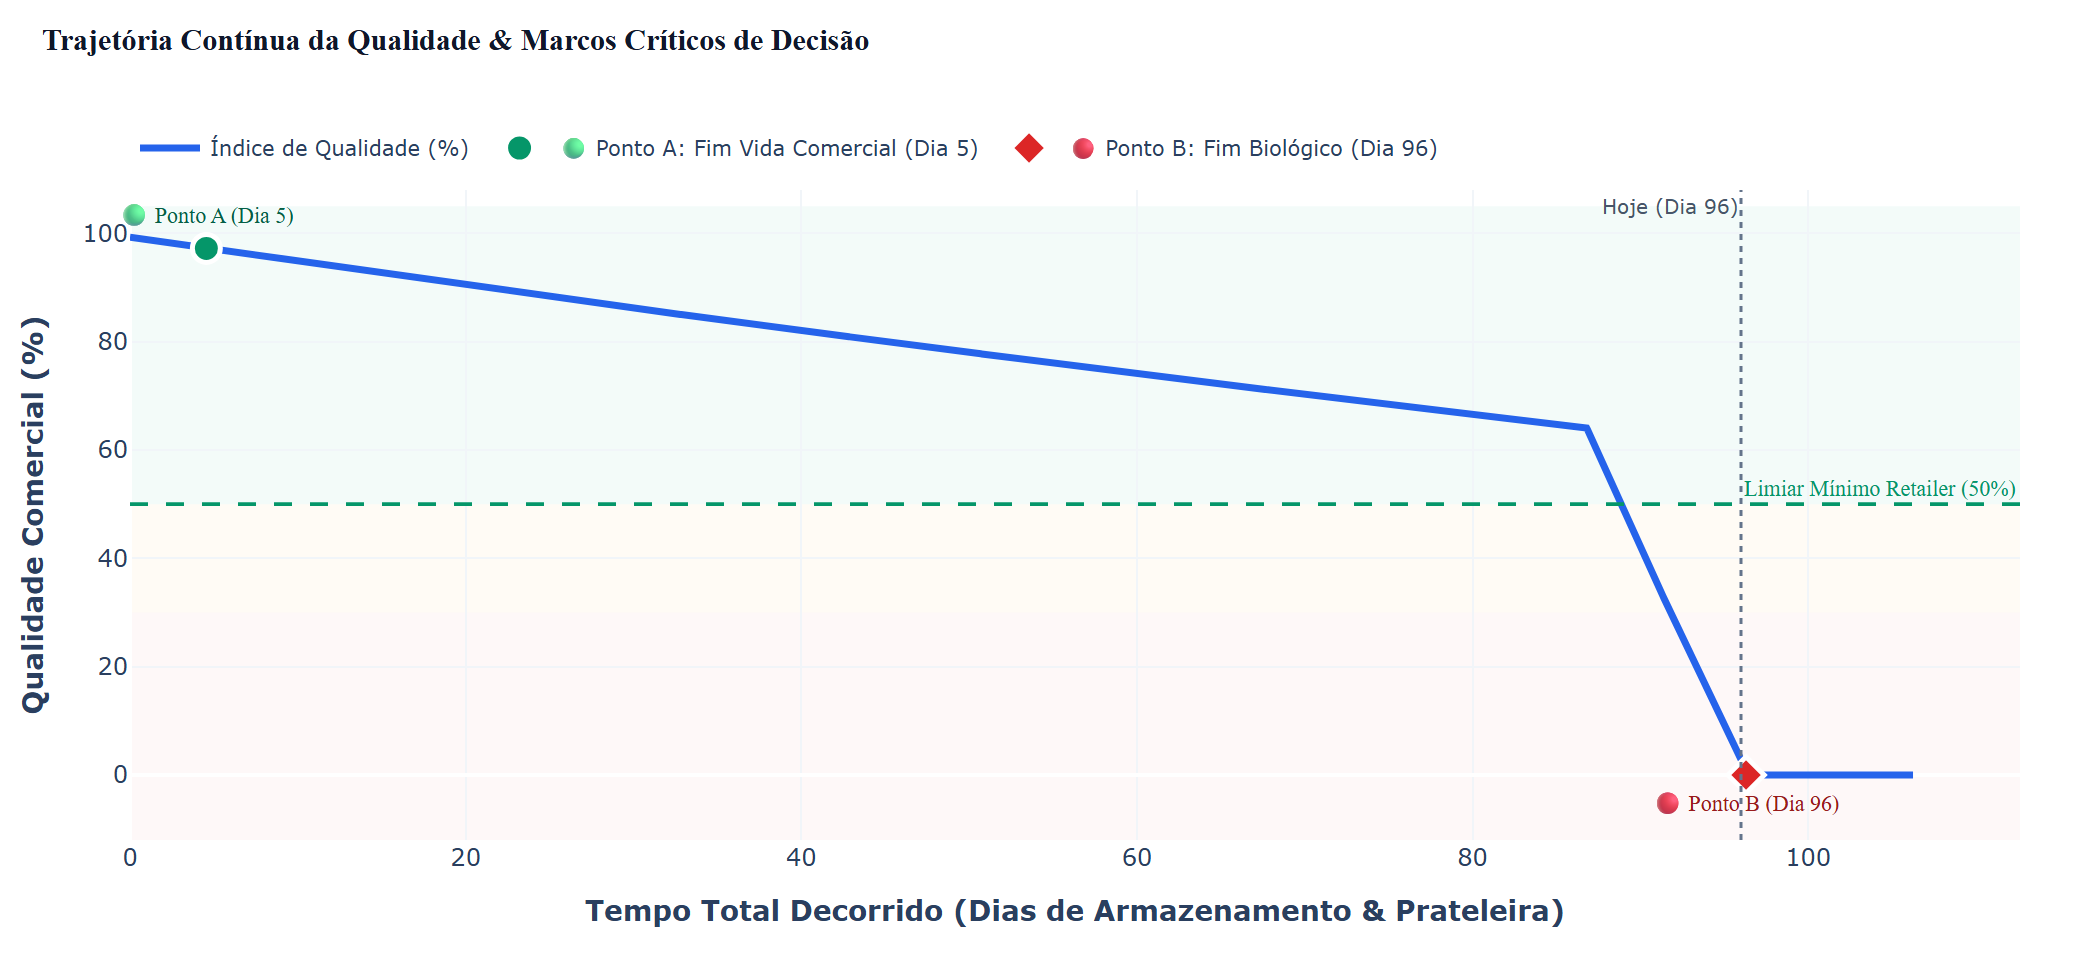 Trajetória Contínua da Qualidade & Marcos Críticos de Decisão
Índice de Qualidade (%)
Ponto A: Fim Vida Comercial (Dia 5)
Ponto B: Fim Biológico (Dia 96)
Ponto A (Dia 5)
Hoje (Dia 96)
100
80
60
Limiar Mínimo Retailer (50%)
40
20
0
Ponto B (Dia 96)
Qualidade Comercial (%)
0 20 40 60 80 100
Tempo Total Decorrido (Dias de Armazenamento & Prateleira)